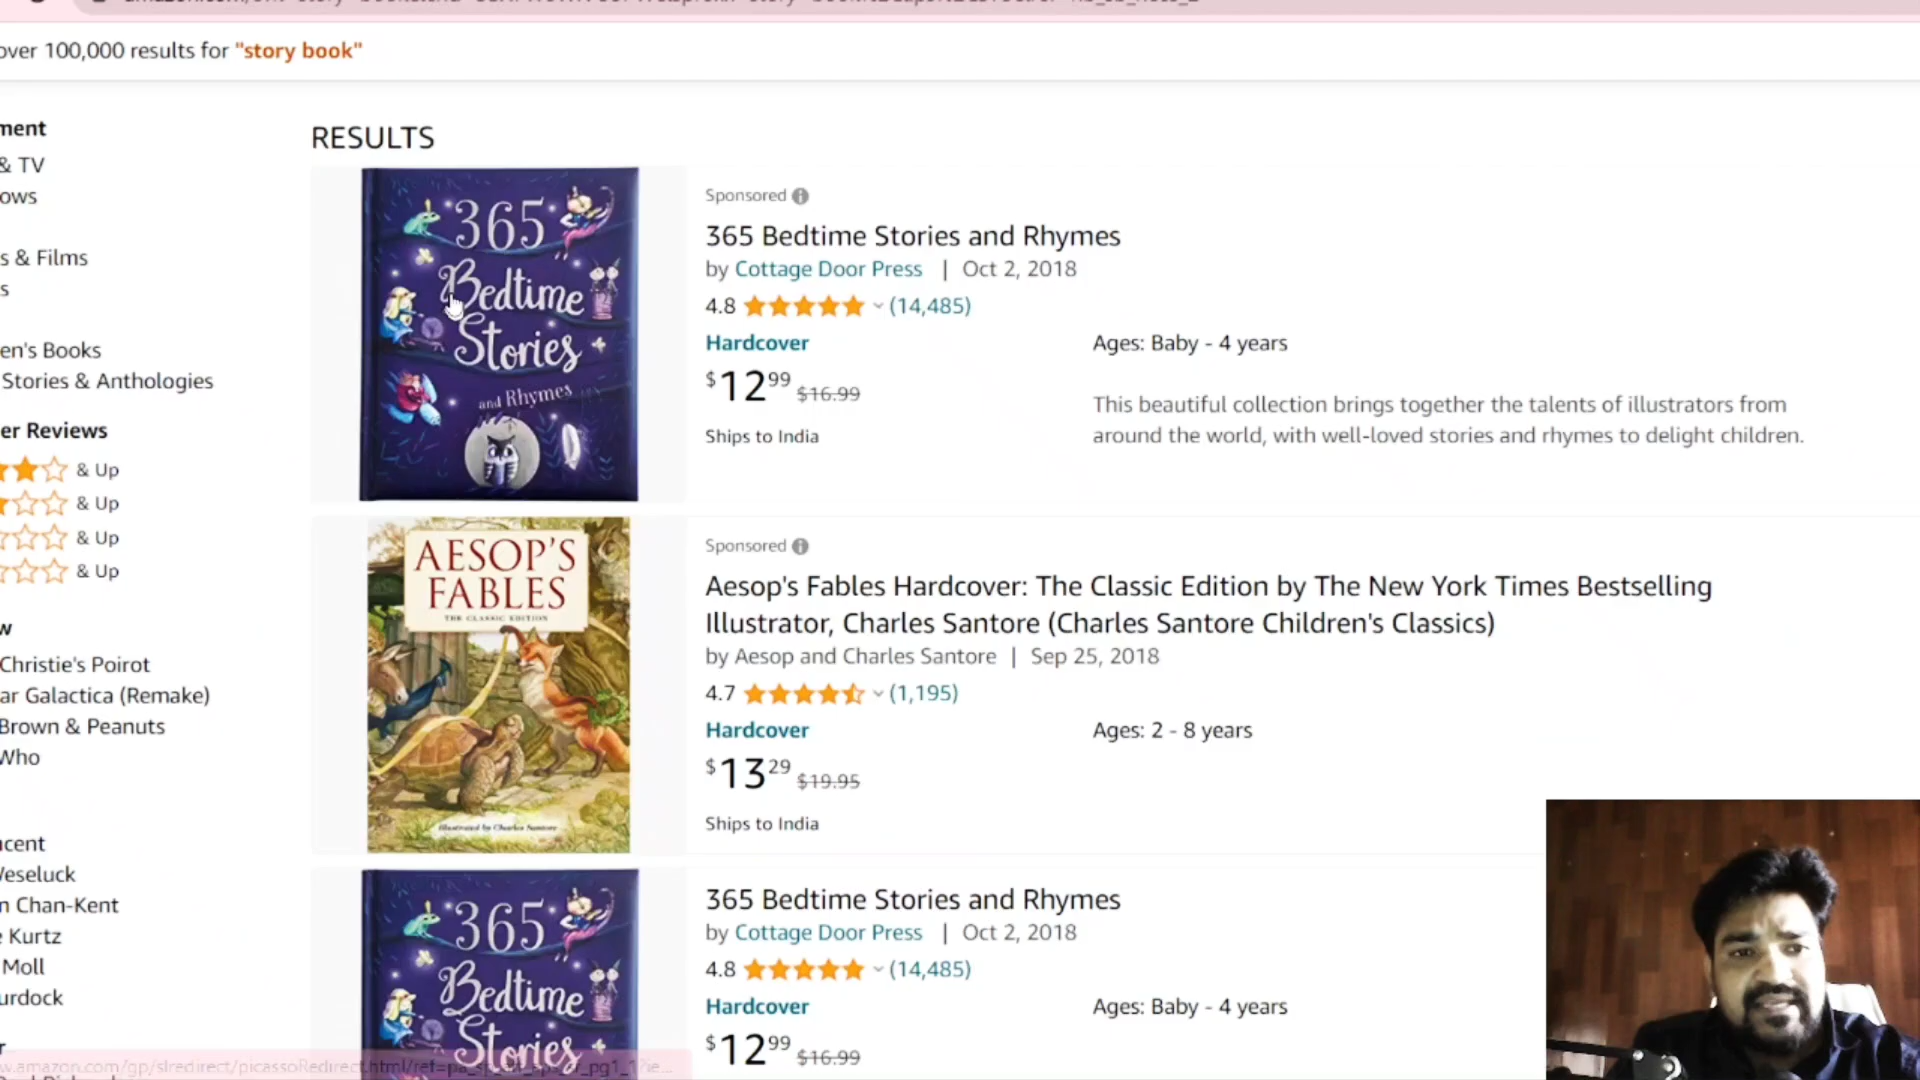 over 100,000 results for "story book"
ment
& TV
ows
s & Films
s
en's Books
Stories & Anthologies
er Reviews
& Up
& Up
& Up
& Up
w
Christie's Poirot
ar Galactica (Remake)
Brown & Peanuts
Who
cent
Weseluck
n Chan-Kent
e Kurtz
Moll
urdock
RESULTS
365
Bedtime
Stories
and Rhymes
Sponsored
365 Bedtime Stories and Rhymes
by Cottage Door Press | Oct 2, 2018
4.8 (14,485)
Hardcover
Ages: Baby - 4 years
$12.99 $16.99
This beautiful collection brings together the talents of illustrators from
around the world, with well-loved stories and rhymes to delight children.
Ships to India
AESOP'S
FABLES
THE CLASSIC EDITION
Illustrated by Charles Santore
Sponsored
Aesop's Fables Hardcover: The Classic Edition by The New York Times Bestselling
Illustrator, Charles Santore (Charles Santore Children's Classics)
by Aesop and Charles Santore | Sep 25, 2018
4.7 (1,195)
Hardcover
Ages: 2 - 8 years
$13.29 $19.95
Ships to India
365
Bedtime
Stories
365 Bedtime Stories and Rhymes
by Cottage Door Press | Oct 2, 2018
4.8 (14,485)
Hardcover
Ages: Baby - 4 years
$12.99 $16.99